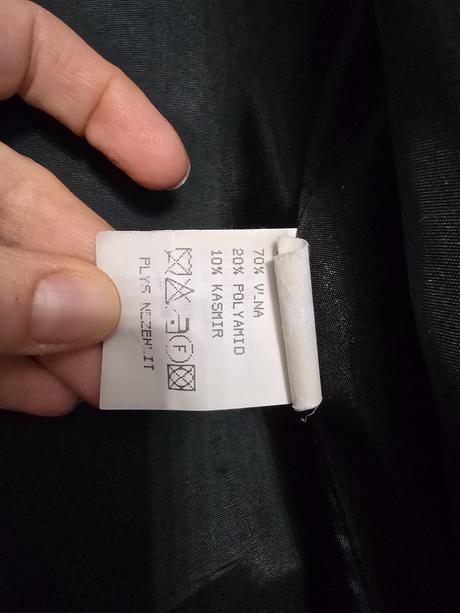 70% VLNA
20% POLYAMID
10% KASMIR
F
PLYS NEZEHLIT